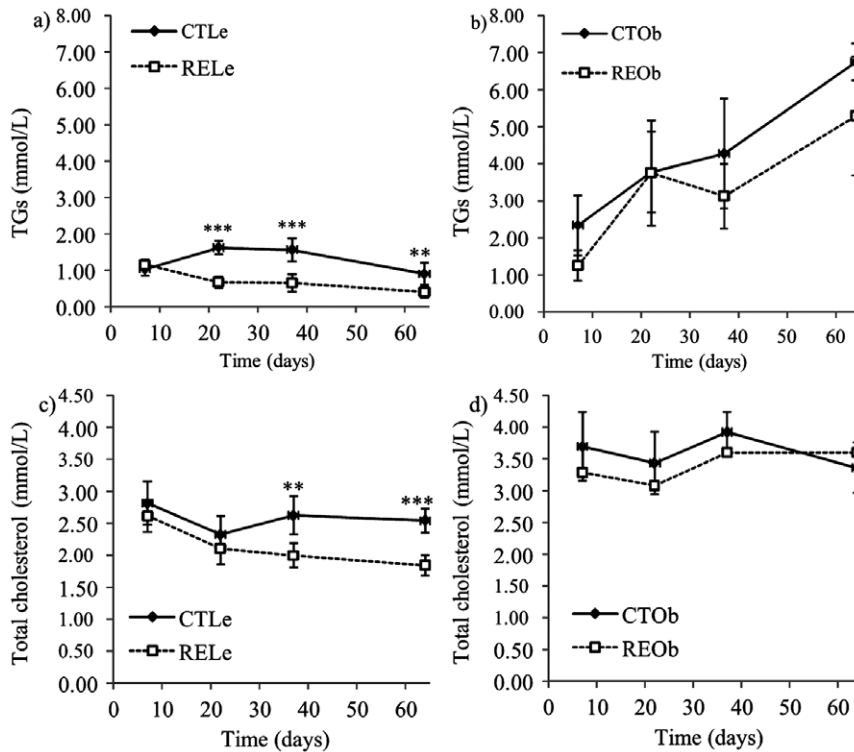 a)
8.00
7.00
6.00
5.00
4.00
3.00
2.00
1.00
0.00
TGs (mmol/L)
CTLe
RELe
***
***
**
0 10 20 30 40 50 60
Time (days)
b)
8.00
7.00
6.00
5.00
4.00
3.00
2.00
1.00
0.00
TGs (mmol/L)
CTOb
REOb
0 10 20 30 40 50 60
Time (days)
c)
4.50
4.00
3.50
3.00
2.50
2.00
1.50
1.00
0.50
0.00
Total cholesterol (mmol/L)
**
***
CTLe
RELe
0 10 20 30 40 50 60
Time (days)
d)
4.50
4.00
3.50
3.00
2.50
2.00
1.50
1.00
0.50
0.00
Total cholesterol (mmol/L)
CTOb
REOb
0 10 20 30 40 50 60
Time (days)